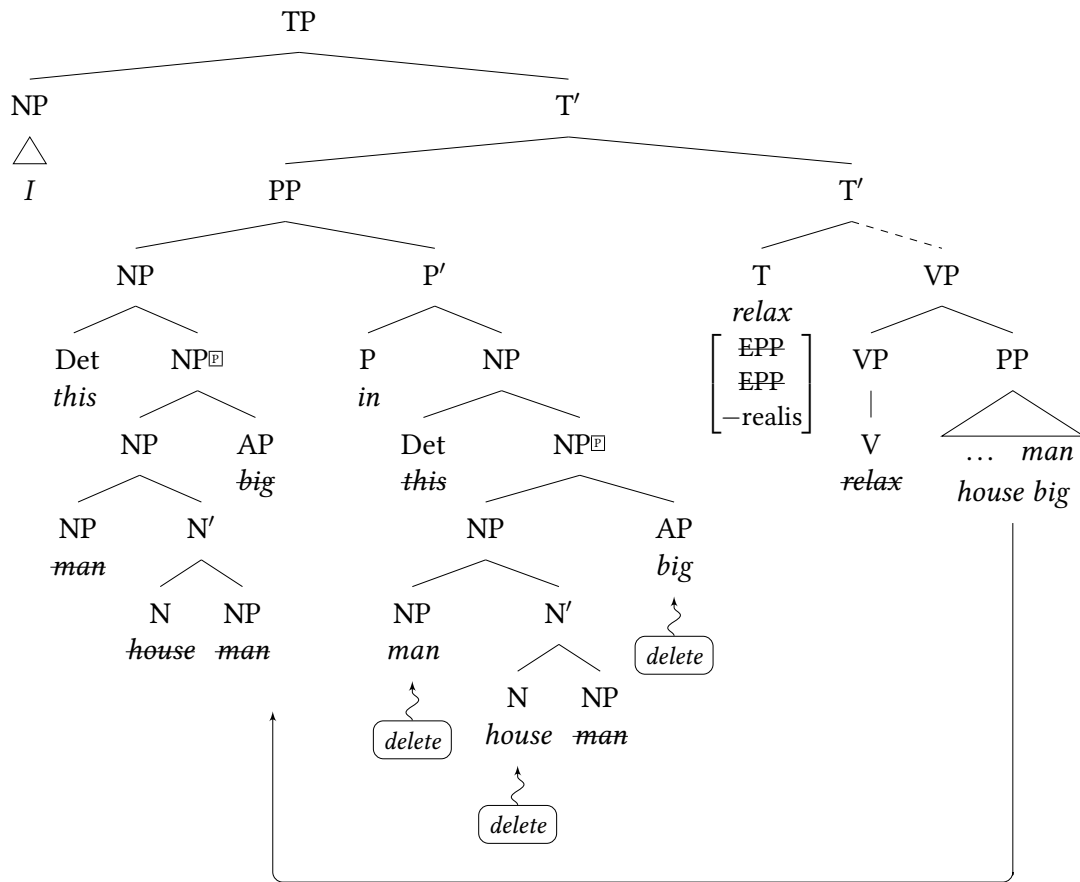 TP
NP T′
I PP T′
NP P′ T VP
relax
Det NP🄿 P NP EPP VP PP
this in EPP
−realis
NP AP Det NP🄿 V … man
big this relax house big
NP N′ NP AP
man big
N NP NP N′ delete
house man man
N NP
delete house man
delete